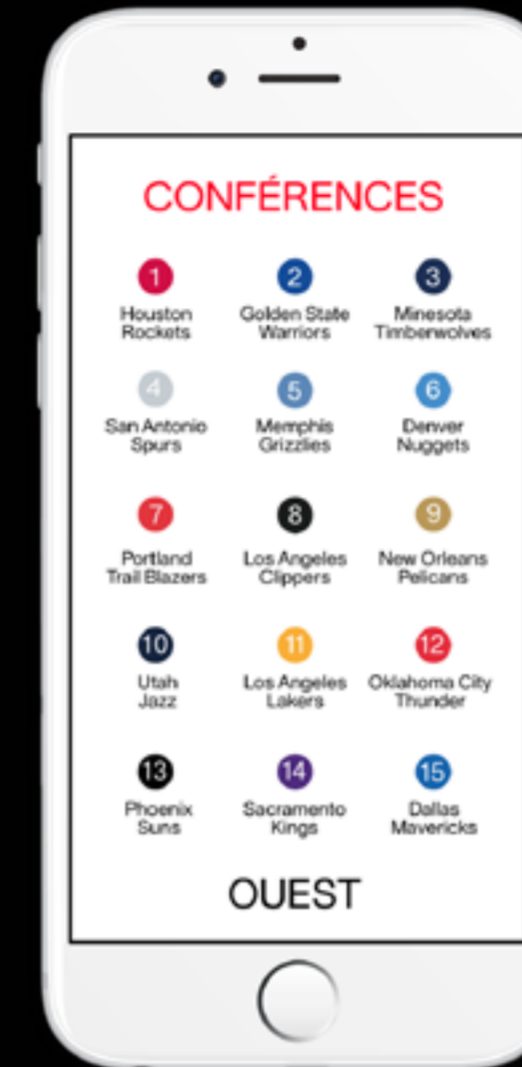 CONFÉRENCES
1
2
3
Houston
Rockets
Golden State
Warriors
Minesota
Timberwolves
4
5
6
San Antonio
Spurs
Memphis
Grizzlies
Denver
Nuggets
7
8
9
Portland
Trail Blazers
Los Angeles
Clippers
New Orleans
Pelicans
10
11
12
Utah
Jazz
Los Angeles
Lakers
Oklahoma City
Thunder
13
14
15
Phoenix
Suns
Sacramento
Kings
Dallas
Mavericks
OUEST